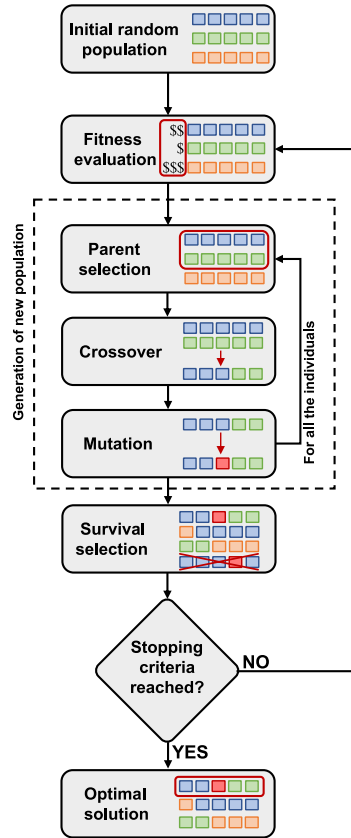 Initial random
population
Fitness
evaluation
$$
$
$$$
Generation of new population
Parent
selection
For all the individuals
Crossover
Mutation
Survival
selection
Stopping
criteria
reached?
NO
YES
Optimal
solution